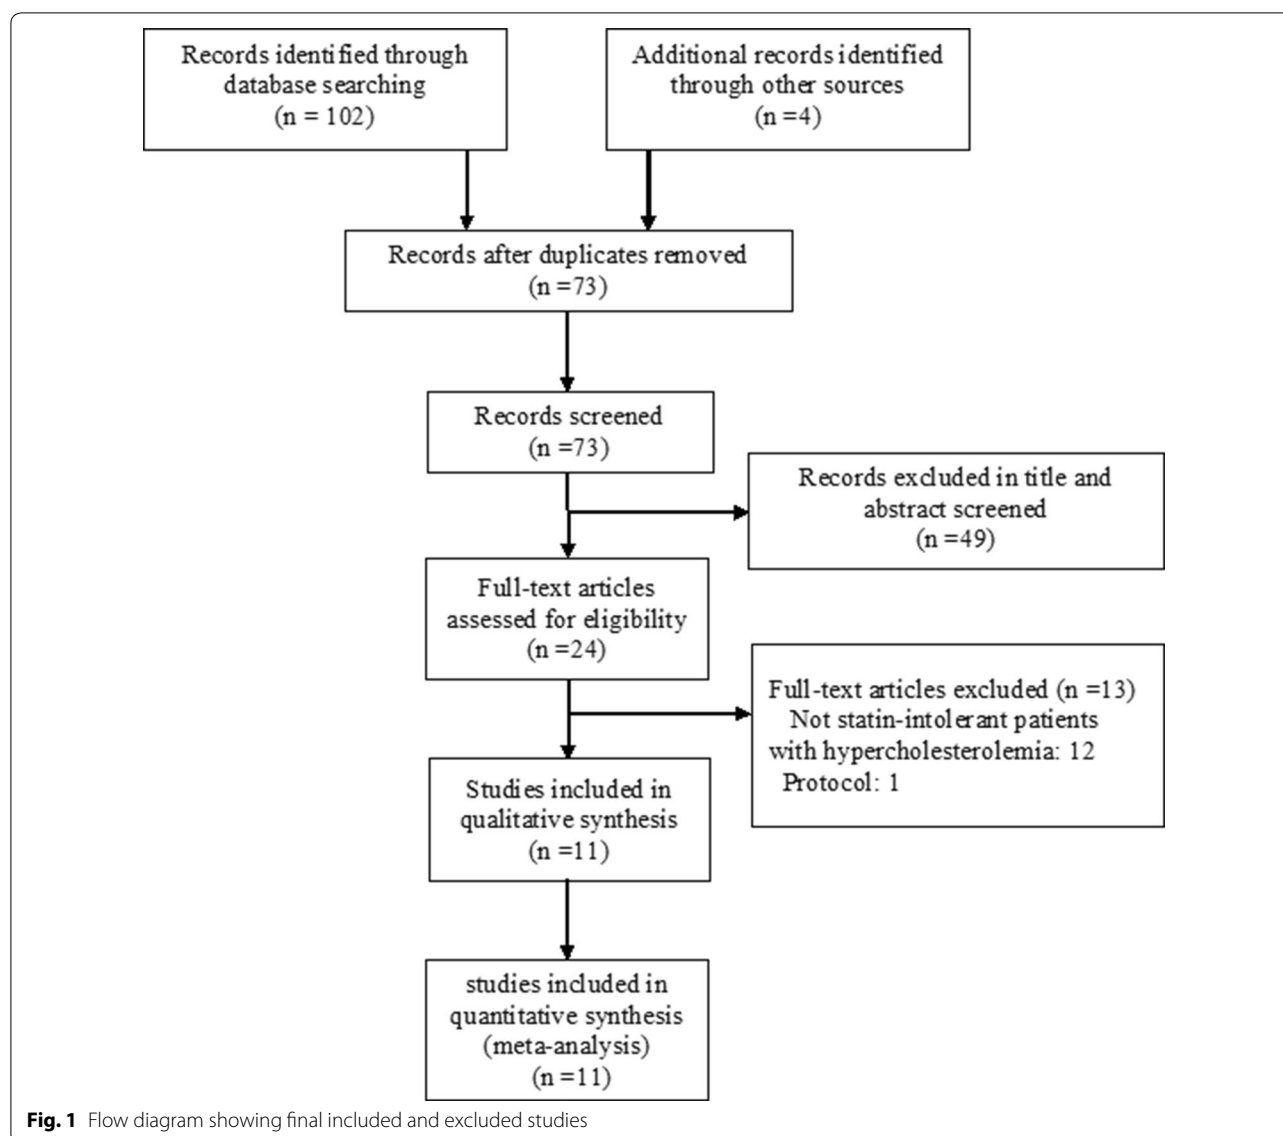 Records identified through
database searching
(n = 102)
Additional records identified
through other sources
(n =4)
Records after duplicates removed
(n =73)
Records screened
(n =73)
Records excluded in title and
abstract screened
(n =49)
Full-text articles
assessed for eligibility
(n =24)
Full-text articles excluded (n =13)
Not statin-intolerant patients
with hypercholesterolemia: 12
Protocol: 1
Studies included in
qualitative synthesis
(n =11)
studies included in
quantitative synthesis
(meta-analysis)
(n =11)
Fig. 1 Flow diagram showing final included and excluded studies